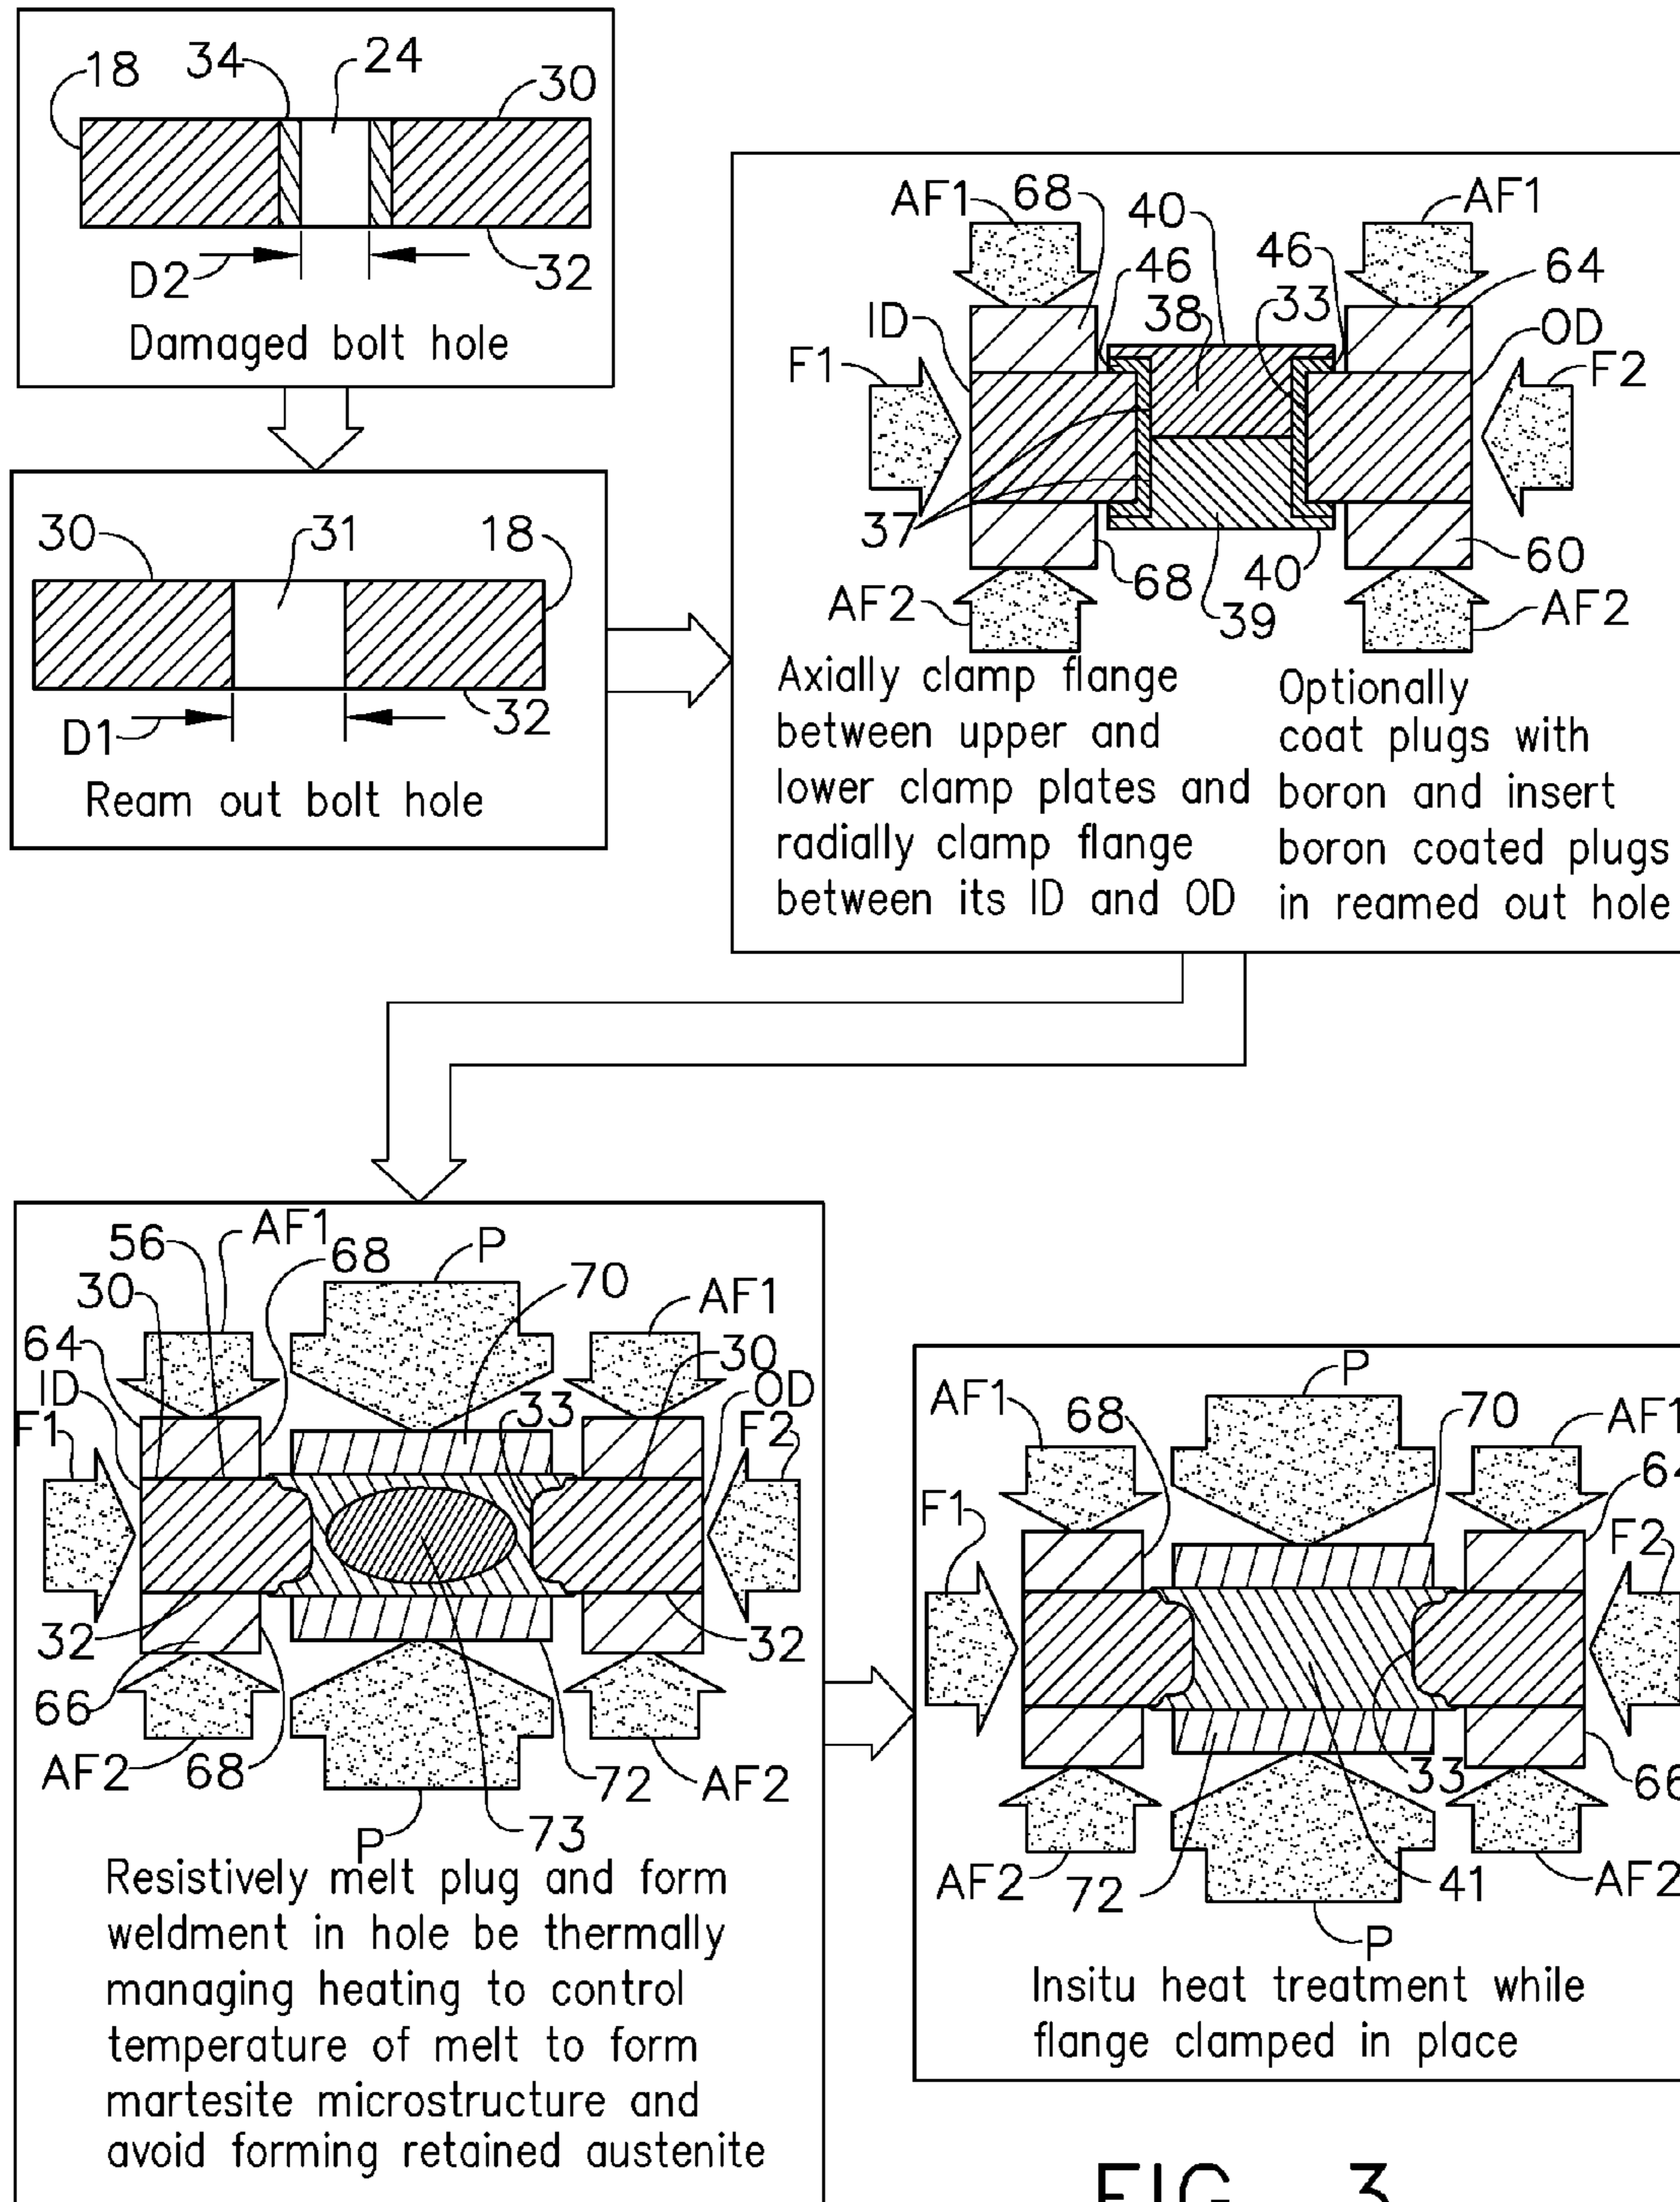 18 34 24 30
D2 32
Damaged bolt hole
30 31 18
D1 32
Ream out bolt hole
AF1 68 40 AF1
46 46 64
ID 38 33 OD
F1 F2
37 68 40 60
AF2 39 AF2
Axially clamp flange
between upper and
lower clamp plates and
radially clamp flange
between its ID and OD
Optionally
coat plugs with
boron and insert
boron coated plugs
in reamed out hole
56 AF1 68 P
30 70 AF1
64 30
ID 33 OD
F1 F2
32 32
66
AF2 68 72 AF2
P 73
Resistively melt plug and form
weldment in hole be thermally
managing heating to control
temperature of melt to form
martesite microstructure and
avoid forming retained austenite
P
AF1 68 70 AF1
64
F1 F2
33 66
AF2 72 41 AF2
P
Insitu heat treatment while
flange clamped in place
FIG. 3